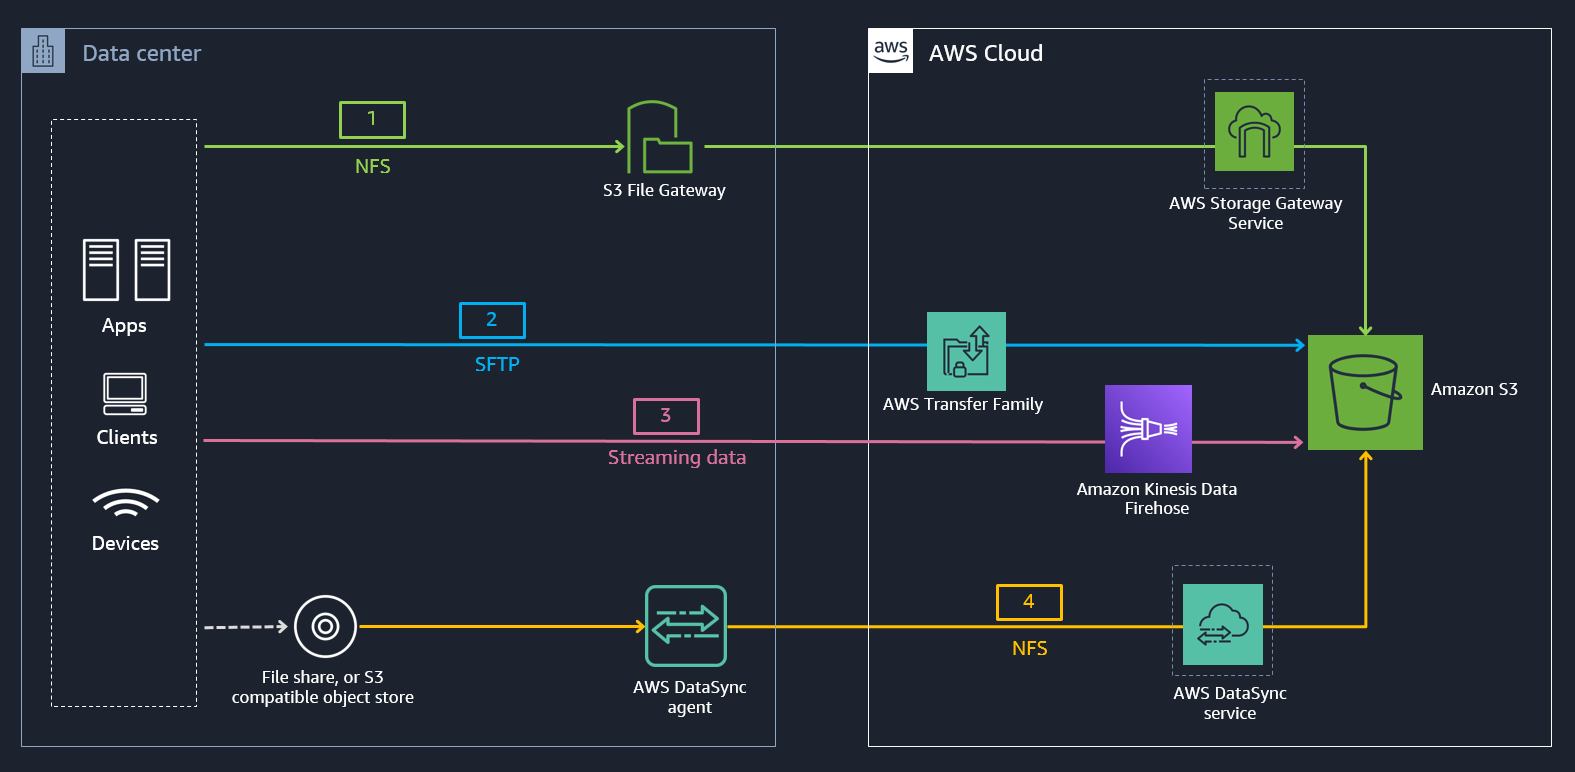 Data center
aws
AWS Cloud
1
NFS
S3 File Gateway
AWS Storage Gateway
Service
Apps
2
SFTP
AWS Transfer Family
Amazon S3
Clients
3
Streaming data
Amazon Kinesis Data
Firehose
Devices
File share, or S3
compatible object store
AWS DataSync
agent
4
NFS
AWS DataSync
service